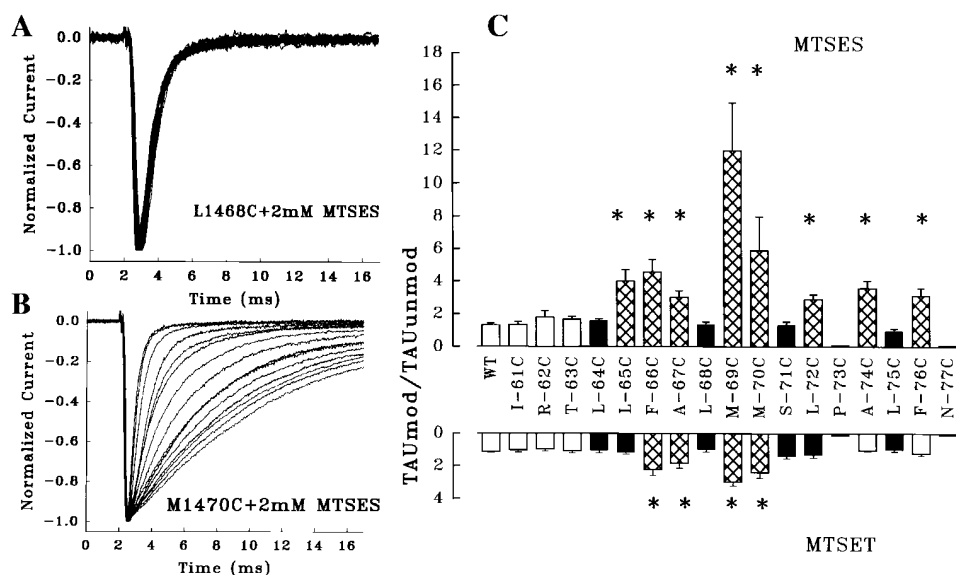 A
0.0
-0.2
-0.4
-0.6
-0.8
-1.0
Normalized Current
L1468C+2mM MTSES
0 2 4 6 8 10 12 14 16
Time (ms)
B
0.0
-0.2
-0.4
-0.6
-0.8
-1.0
Normalized Current
M1470C+2mM MTSES
0 2 4 6 8 10 12 14 16
Time (ms)
C
MTSES
18
16
14
12
10
8
6
4
2
0
TAUmod/TAUunmod
* * * * * * * *
WT
I-61C
R-62C
T-63C
L-64C
L-65C
F-66C
A-67C
L-68C
M-69C
M-70C
S-71C
L-72C
P-73C
A-74C
L-75C
F-76C
N-77C
0
2
4
* * * *
MTSET